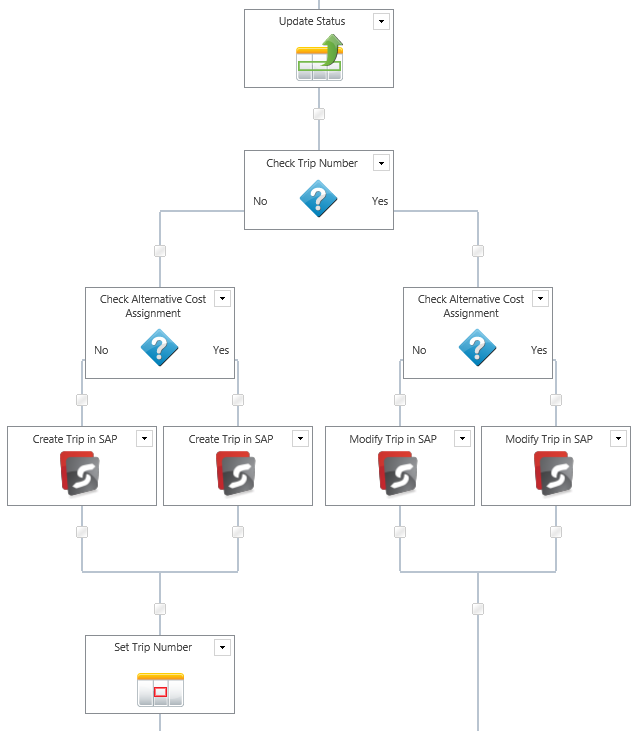 Update Status
Check Trip Number
No
Yes
Check Alternative Cost
Assignment
No
Yes
Check Alternative Cost
Assignment
No
Yes
Create Trip in SAP
Create Trip in SAP
Modify Trip in SAP
Modify Trip in SAP
Set Trip Number